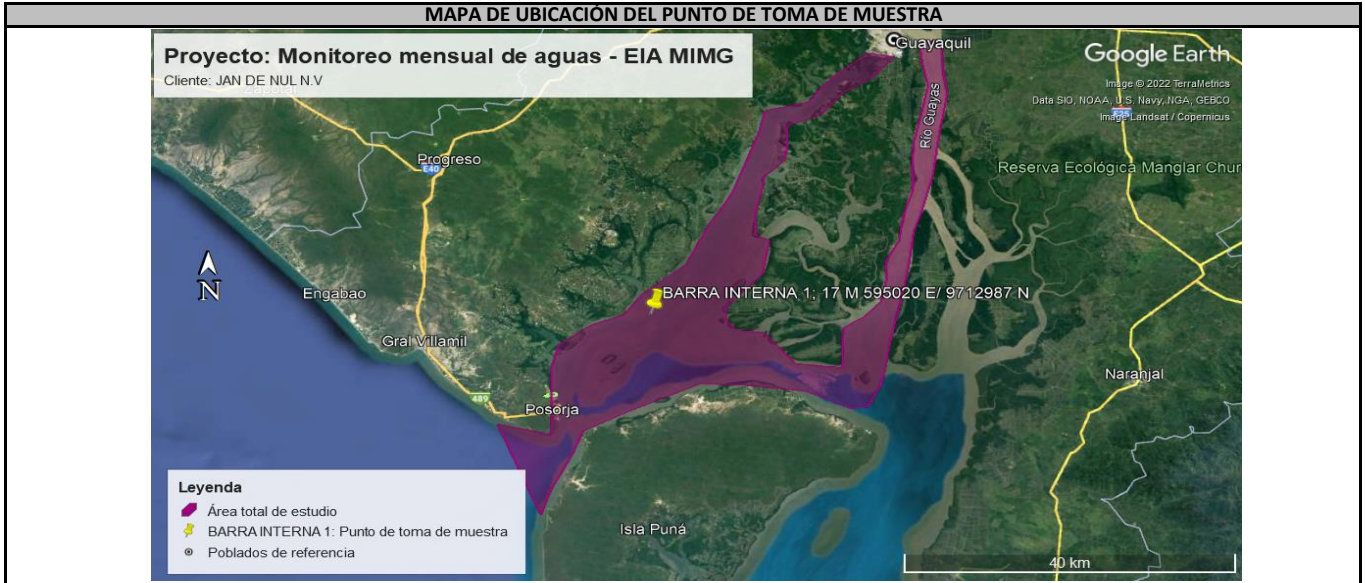 MAPA DE UBICACIÓN DEL PUNTO DE TOMA DE MUESTRA
Proyecto: Monitoreo mensual de aguas - EIA MIMG
Cliente: JAN DE NUL N.V
Guayaquil
Google Earth
Image © 2022 TerraMetrics
Data SIO, NOAA, U.S. Navy, NGA, GEBCO
Image Landsat / Copernicus
E25
Río Guayas
Progreso
E40
Reserva Ecológica Manglar Chur
N
Engabao
BARRA INTERNA 1; 17 M 595020 E/ 9712987 N
Gral Villamil
Naranjal
489
Posorja
Leyenda
Área total de estudio
BARRA INTERNA 1: Punto de toma de muestra
Poblados de referencia
Isla Puná
40 km